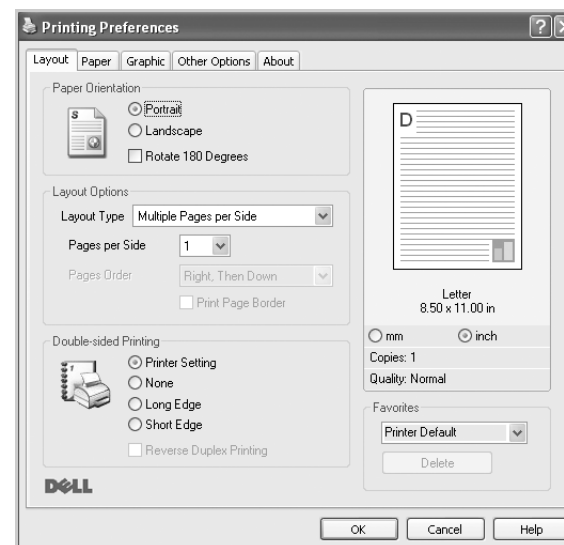 Printing Preferences
Layout Paper Graphic Other Options About
Paper Orientation
Portrait
Landscape
Rotate 180 Degrees
Layout Options
Layout Type Multiple Pages per Side
Pages per Side 1
Pages Order Right, Then Down
Print Page Border
Double-sided Printing
Printer Setting
None
Long Edge
Short Edge
Reverse Duplex Printing
DELL
S
D
Letter
8.50 x 11.00 in
mm inch
Copies: 1
Quality: Normal
Favorites
Printer Default
Delete
OK Cancel Help